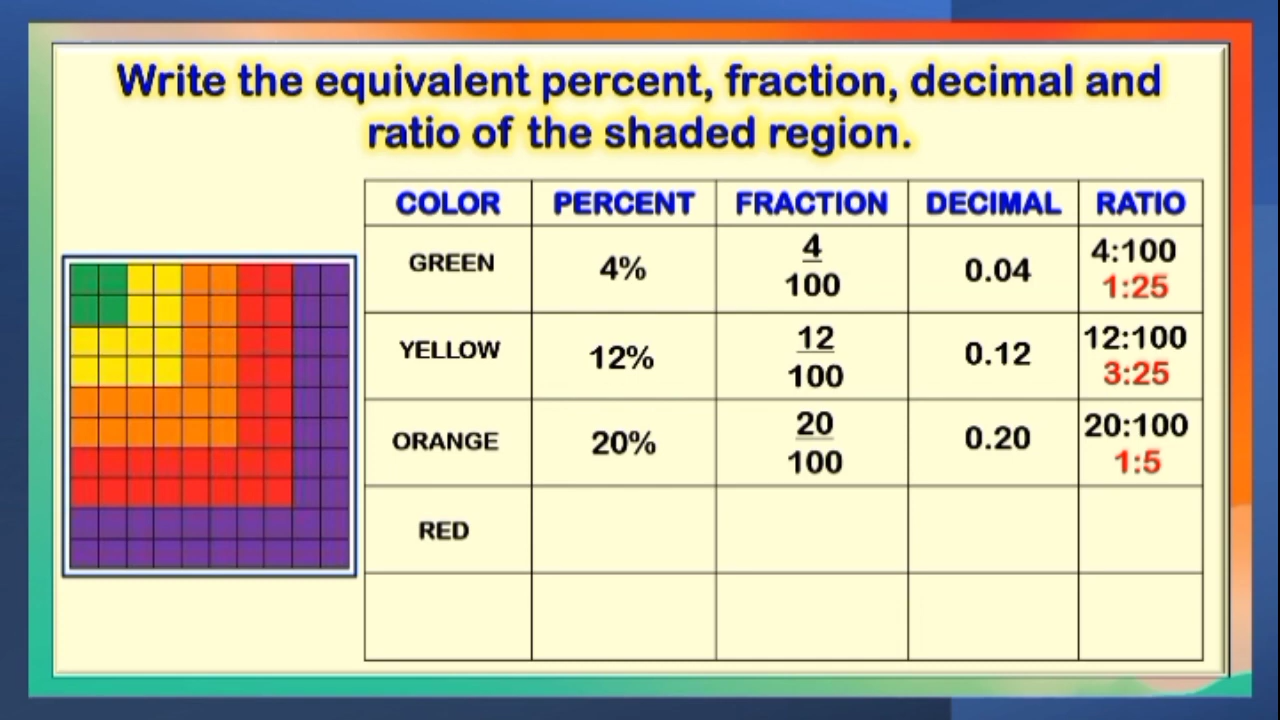 Write the equivalent percent, fraction, decimal and
ratio of the shaded region.
COLOR PERCENT FRACTION DECIMAL RATIO
GREEN 4% 4/100 0.04 4:100
1:25
YELLOW 12% 12/100 0.12 12:100
3:25
ORANGE 20% 20/100 0.20 20:100
1:5
RED